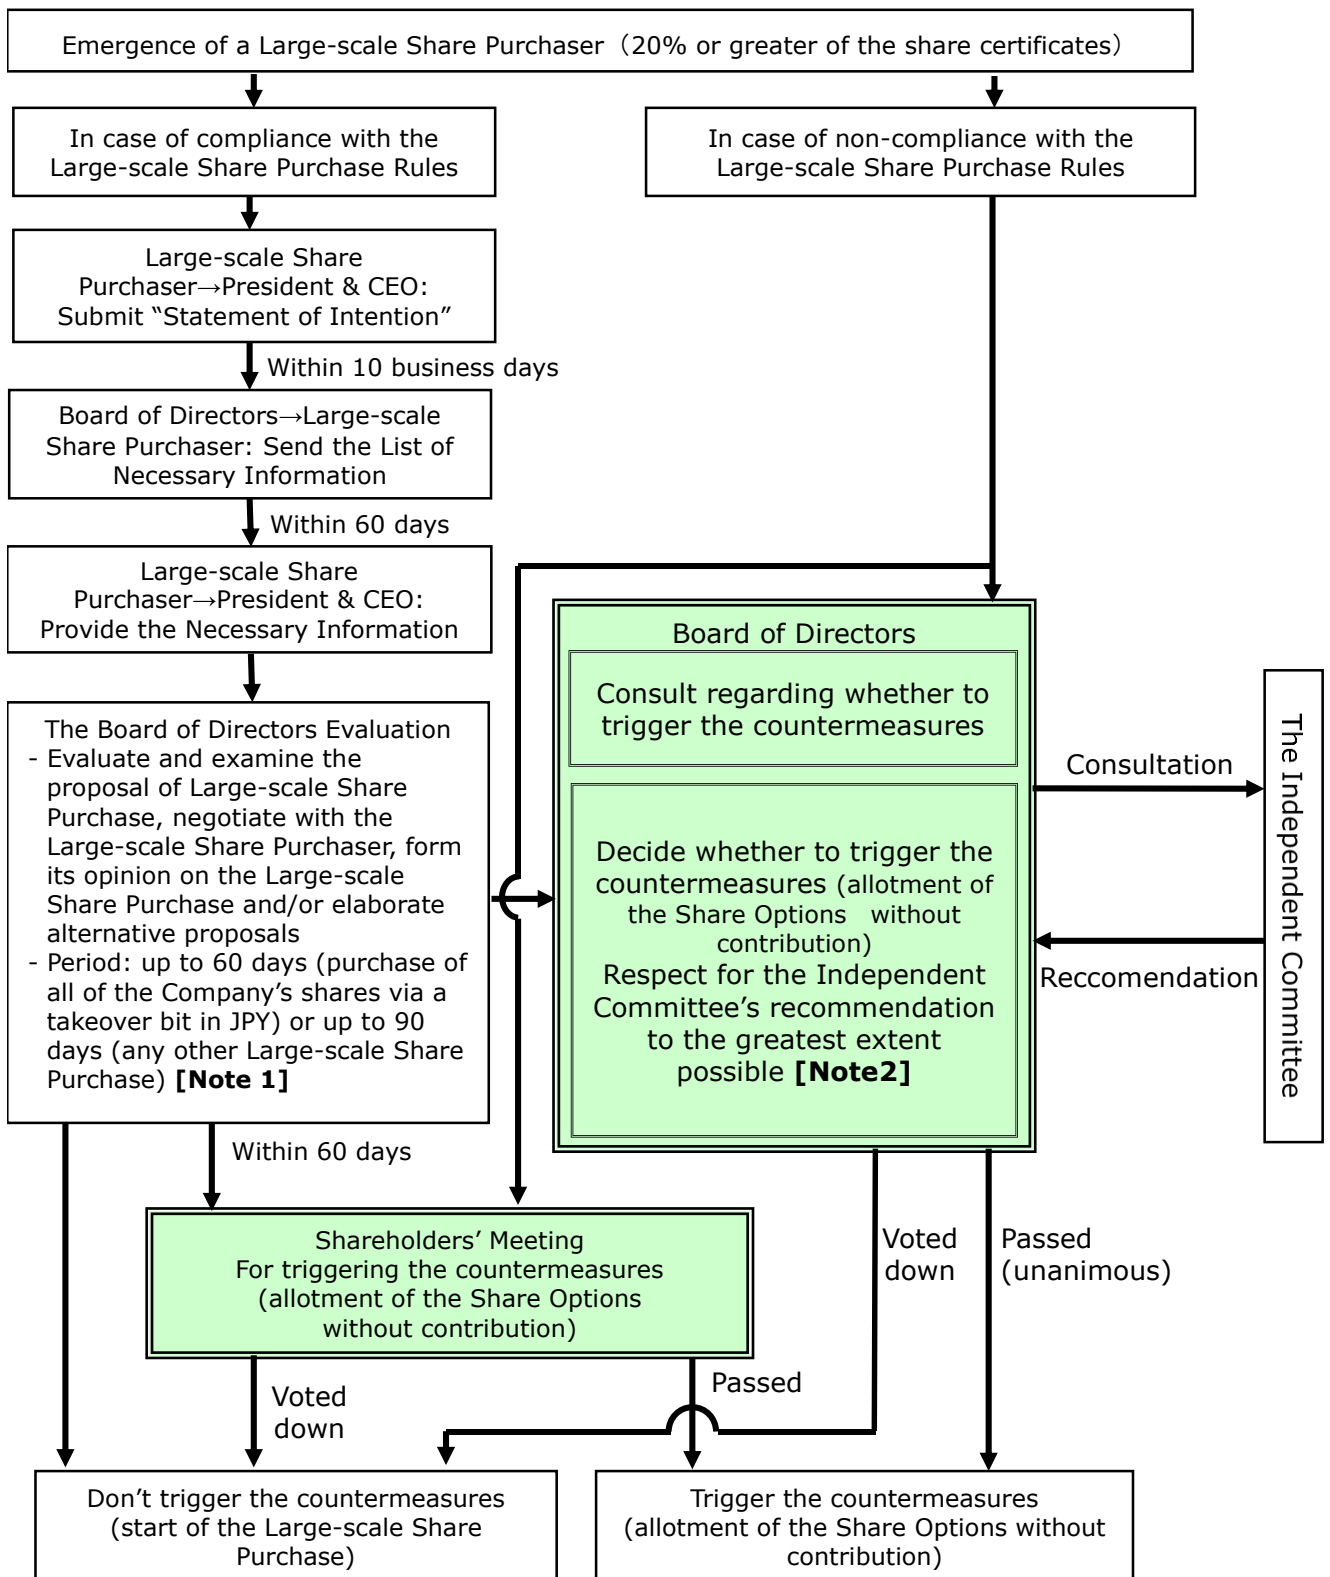 Emergence of a Large-scale Share Purchaser（20% or greater of the share certificates）
In case of compliance with the
Large-scale Share Purchase Rules
In case of non-compliance with the
Large-scale Share Purchase Rules
Large-scale Share
Purchaser→President & CEO:
Submit “Statement of Intention”
Within 10 business days
Board of Directors→Large-scale
Share Purchaser: Send the List of
Necessary Information
Within 60 days
Large-scale Share
Purchaser→President & CEO:
Provide the Necessary Information
The Board of Directors Evaluation
- Evaluate and examine the
proposal of Large-scale Share
Purchase, negotiate with the
Large-scale Share Purchaser, form
its opinion on the Large-scale
Share Purchase and/or elaborate
alternative proposals
- Period: up to 60 days (purchase of
all of the Company’s shares via a
takeover bit in JPY) or up to 90
days (any other Large-scale Share
Purchase) [Note 1]
Board of Directors
Consult regarding whether to
trigger the countermeasures
Decide whether to trigger the
countermeasures (allotment of
the Share Options without
contribution)
Respect for the Independent
Committee’s recommendation
to the greatest extent
possible [Note2]
Consultation
Reccomendation
The Independent Committee
Within 60 days
Shareholders’ Meeting
For triggering the countermeasures
(allotment of the Share Options
without contribution)
Voted
down
Passed
(unanimous)
Voted
down
Passed
Don’t trigger the countermeasures
(start of the Large-scale Share
Purchase)
Trigger the countermeasures
(allotment of the Share Options without
contribution)